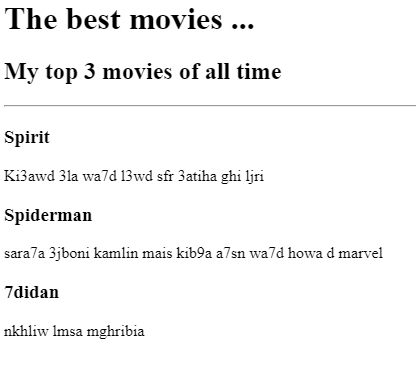 The best movies ...
My top 3 movies of all time
Spirit
Ki3awd 3la wa7d l3wd sfr 3atiha ghi ljri
Spiderman
sara7a 3jboni kamlin mais kib9a a7sn wa7d howa d marvel
7didan
nkhliw lmsa mghribia